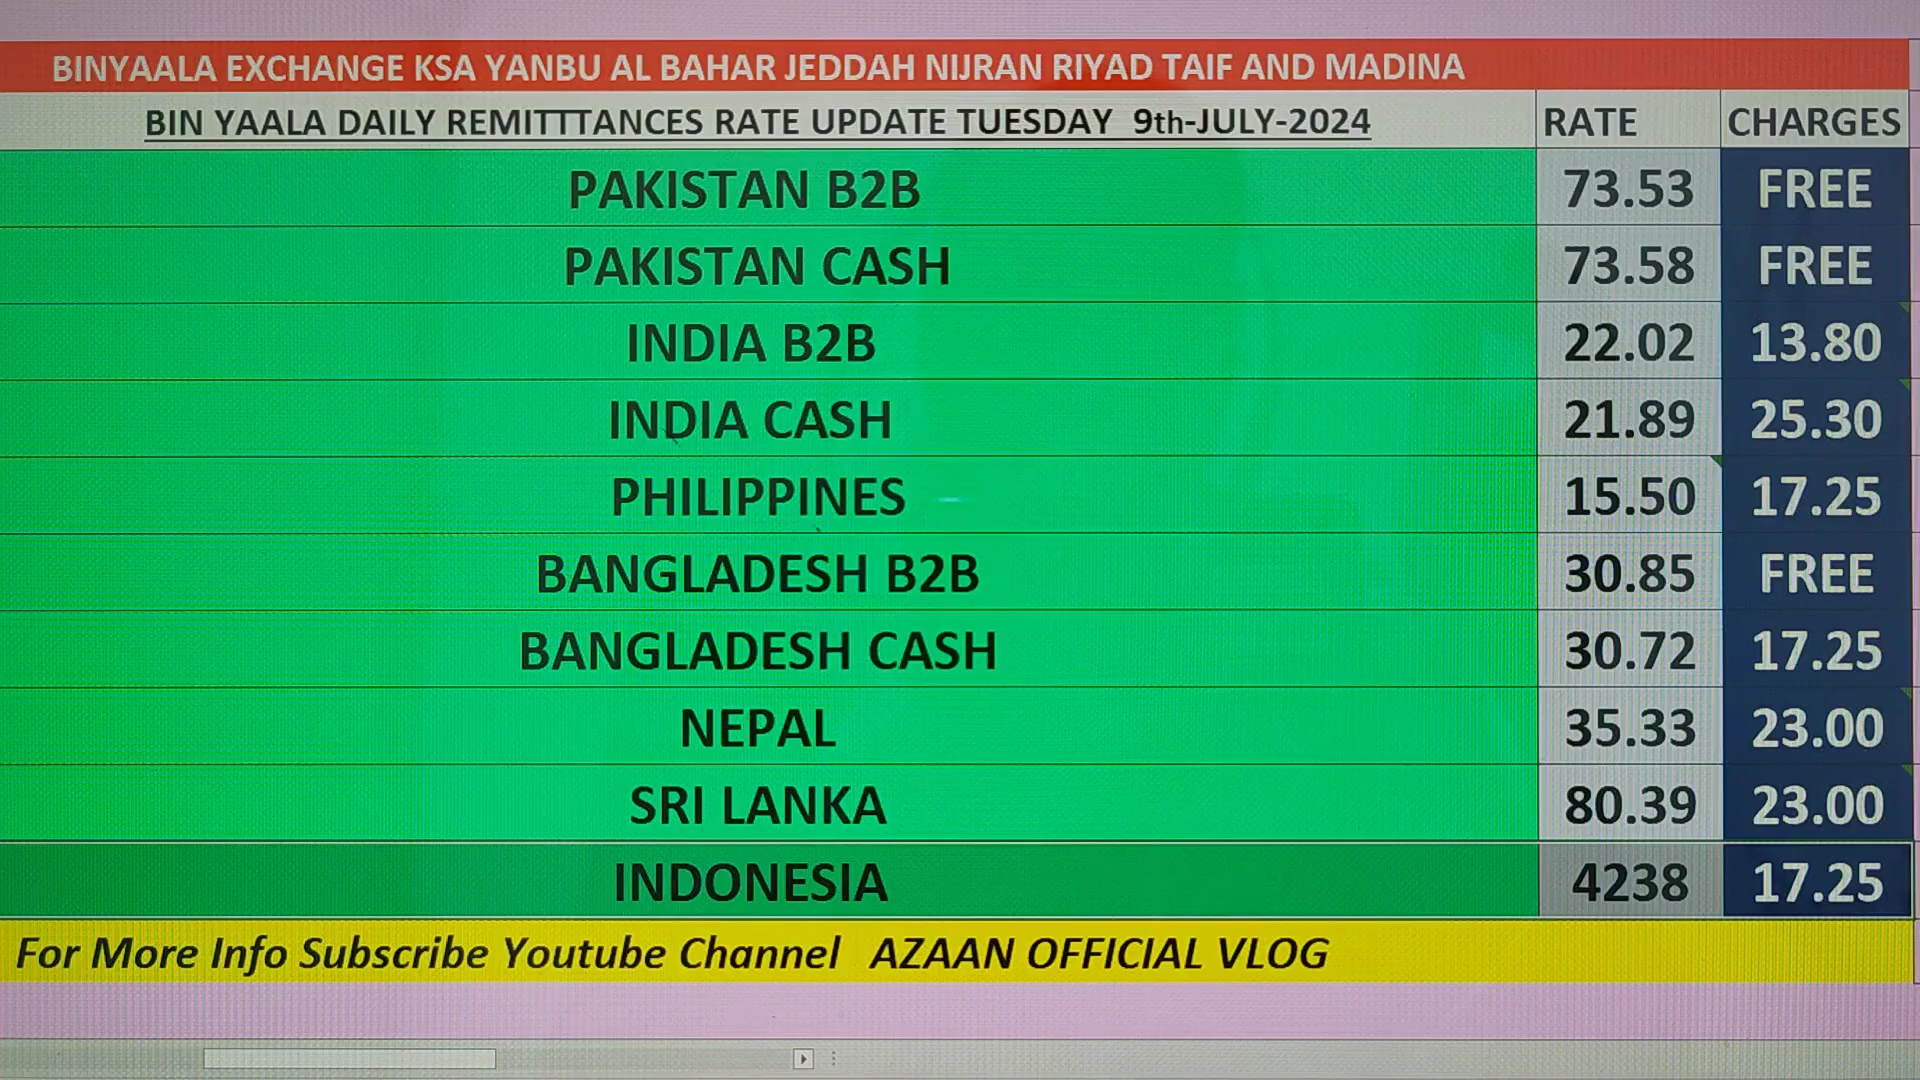 BINYAALA EXCHANGE KSA YANBU AL BAHAR JEDDAH NIJRAN RIYAD TAIF AND MADINA
BIN YAALA DAILY REMITTTANCES RATE UPDATE TUESDAY 9th-JULY-2024 RATE CHARGES
PAKISTAN B2B 73.53 FREE
PAKISTAN CASH 73.58 FREE
INDIA B2B 22.02 13.80
INDIA CASH 21.89 25.30
PHILIPPINES 15.50 17.25
BANGLADESH B2B 30.85 FREE
BANGLADESH CASH 30.72 17.25
NEPAL 35.33 23.00
SRI LANKA 80.39 23.00
INDONESIA 4238 17.25
For More Info Subscribe Youtube Channel AZAAN OFFICIAL VLOG